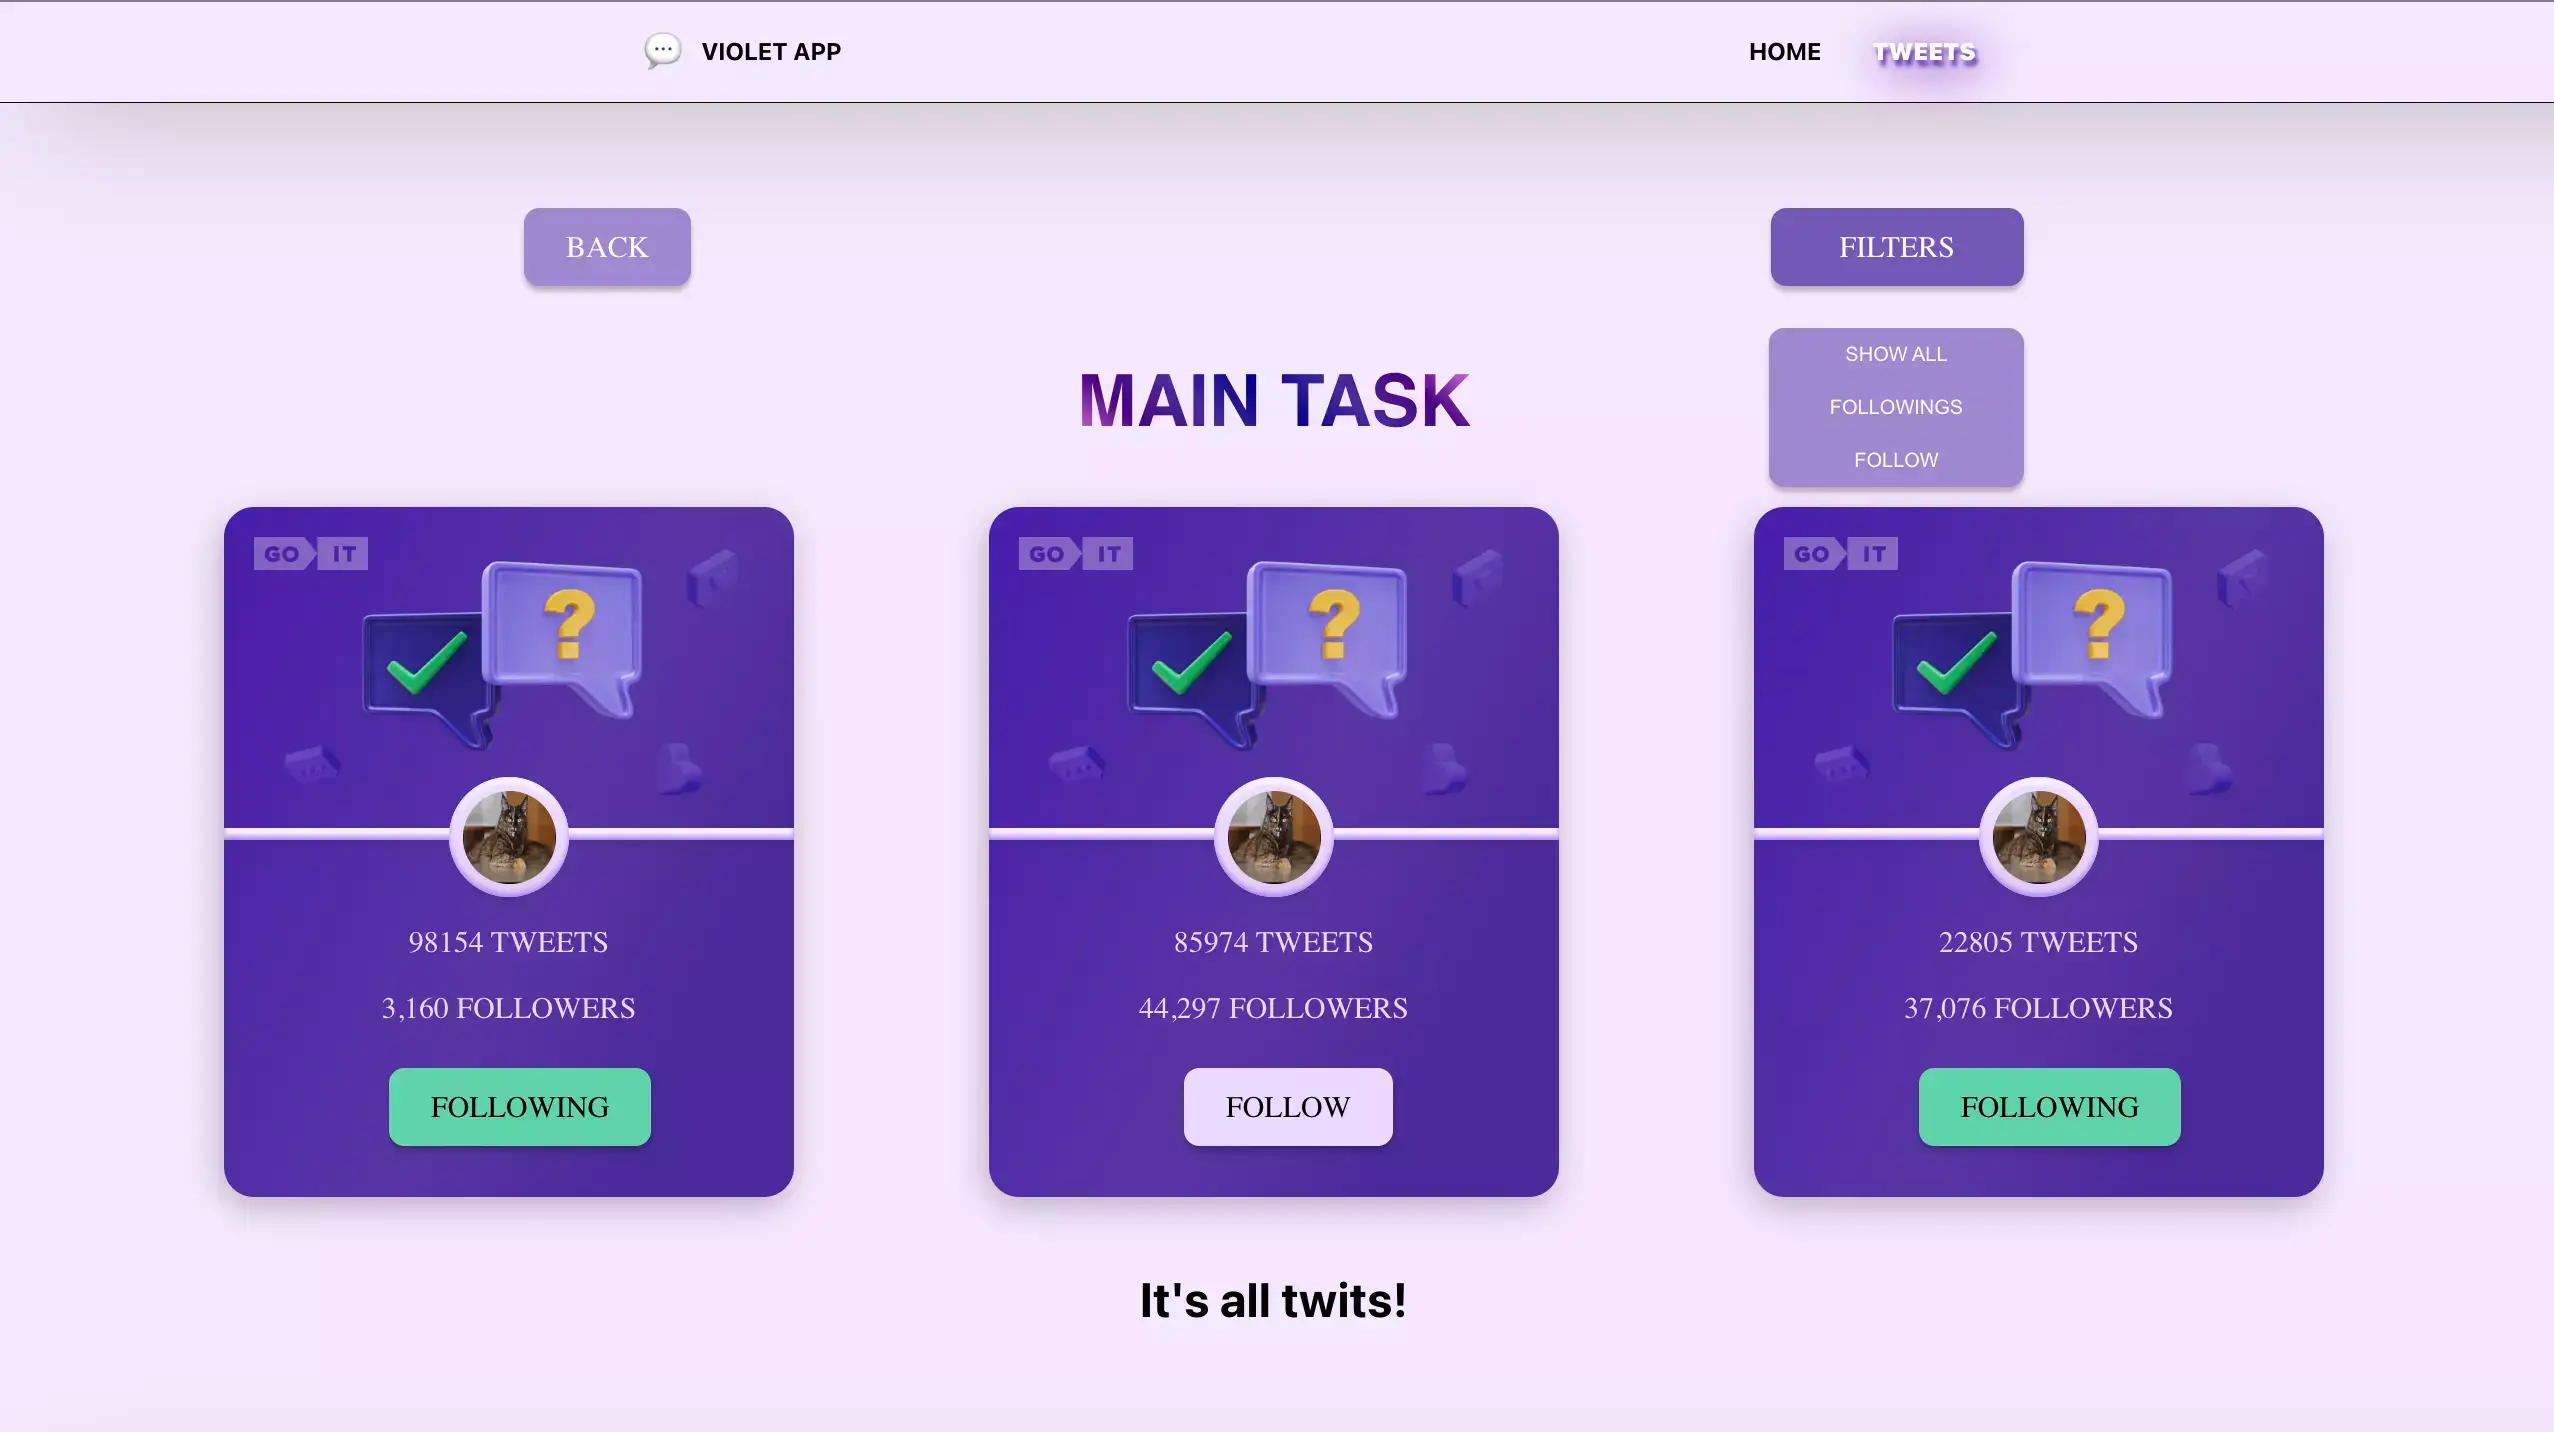 VIOLET APP
HOME
TWEETS
BACK
FILTERS
SHOW ALL
FOLLOWINGS
FOLLOW
MAIN TASK
GO IT
?
98154 TWEETS
3,160 FOLLOWERS
FOLLOWING
GO IT
?
85974 TWEETS
44,297 FOLLOWERS
FOLLOW
GO IT
?
22805 TWEETS
37,076 FOLLOWERS
FOLLOWING
It's all twits!